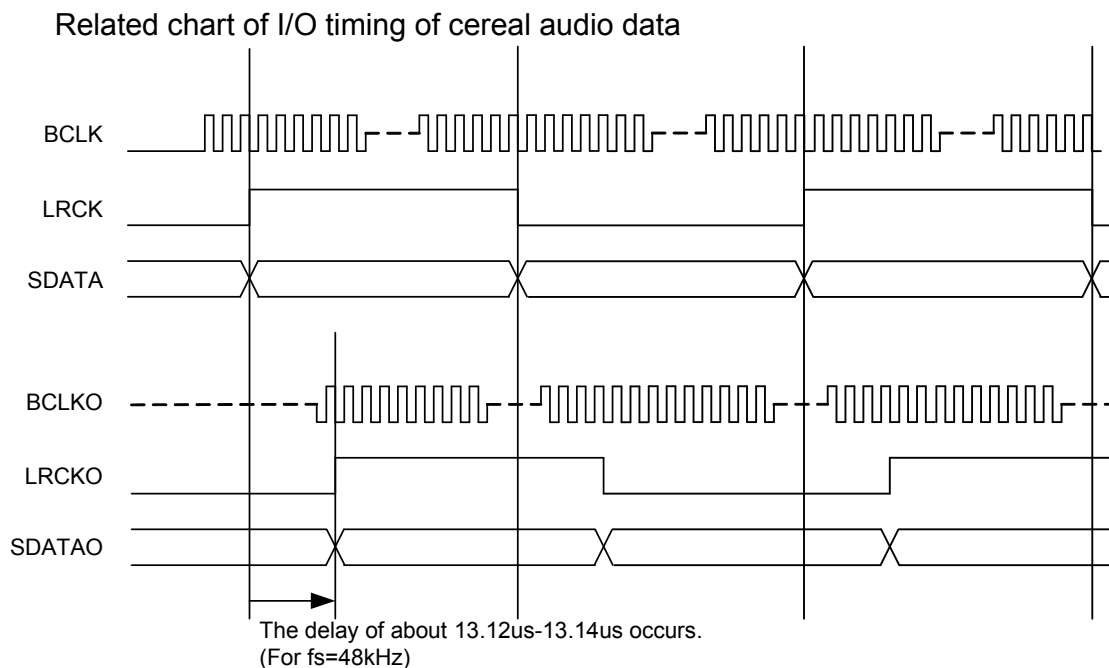 Related chart of I/O timing of cereal audio data
BCLK
LRCK
SDATA
BCLKO
LRCKO
SDATAO
The delay of about 13.12us-13.14us occurs.
(For fs=48kHz)